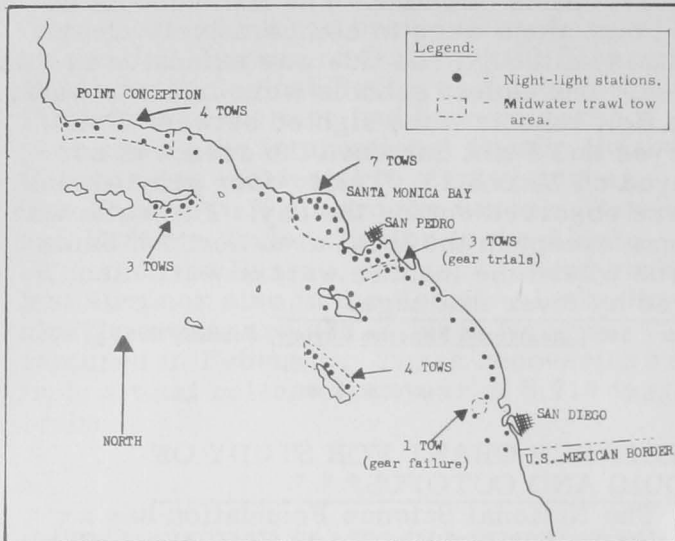 Legend:
- Night-light stations.
- Midwater trawl tow
area.
POINT CONCEPTION
4 TOWS
7 TOWS
SANTA MONICA BAY
SAN PEDRO
3 TOWS
(gear trials)
3 TOWS
4 TOWS
NORTH
1 TOW
(gear failure)
SAN DIEGO
U.S.-MEXICAN BORDER